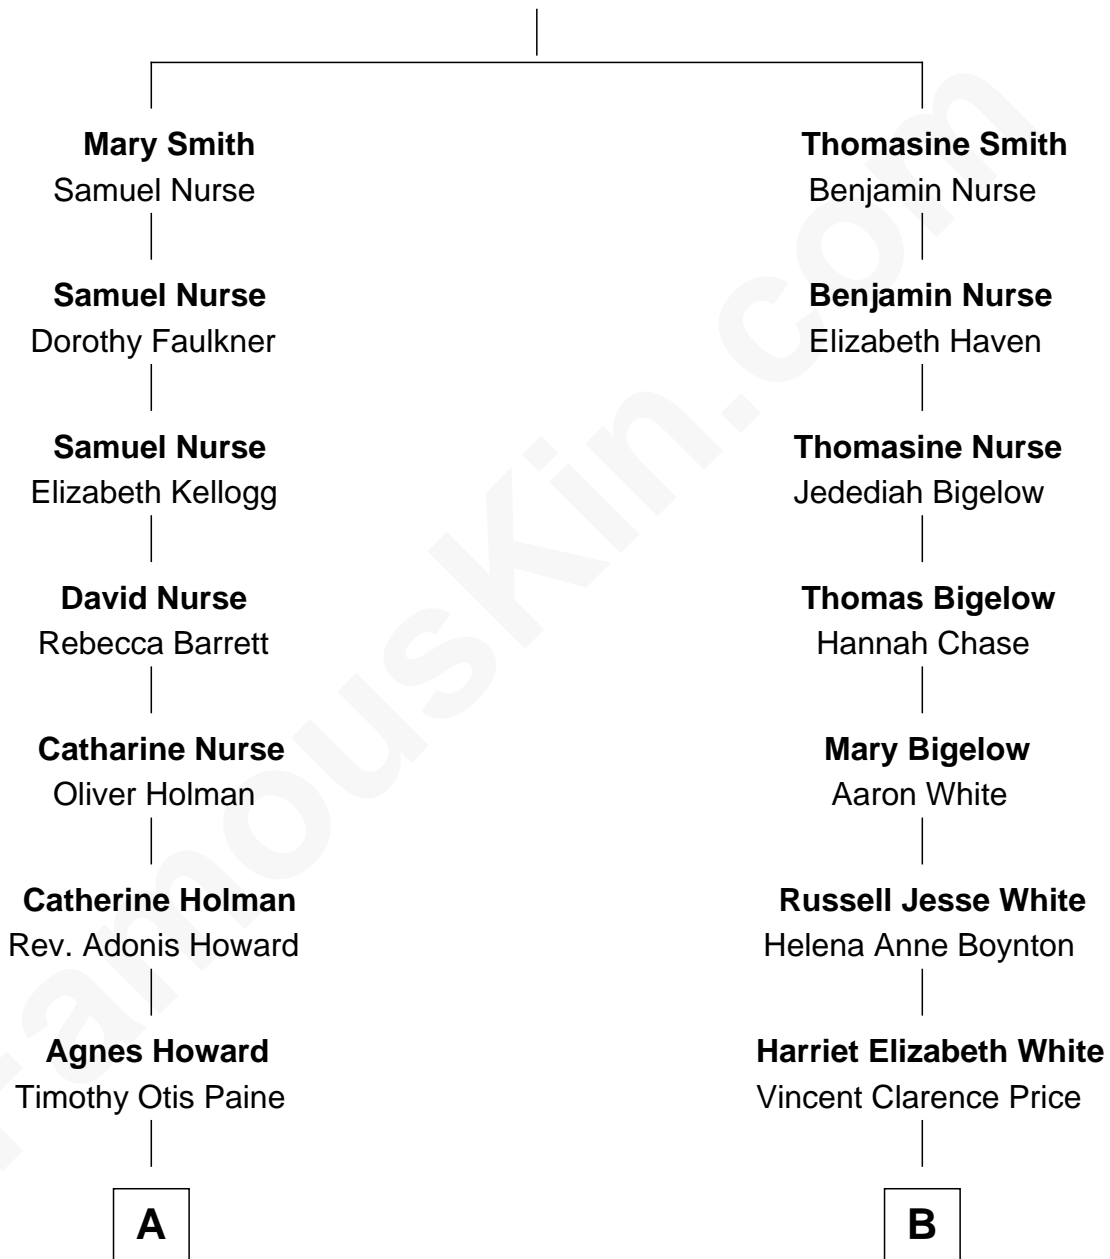 Mary Smith
Samuel Nurse
Samuel Nurse
Dorothy Faulkner
Samuel Nurse
Elizabeth Kellogg
David Nurse
Rebecca Barrett
Catharine Nurse
Oliver Holman
Catherine Holman
Rev. Adonis Howard
Agnes Howard
Timothy Otis Paine
A
Thomasine Smith
Benjamin Nurse
Benjamin Nurse
Elizabeth Haven
Thomasine Nurse
Jedediah Bigelow
Thomas Bigelow
Hannah Chase
Mary Bigelow
Aaron White
Russell Jesse White
Helena Anne Boynton
Harriet Elizabeth White
Vincent Clarence Price
B
FamousKin.com